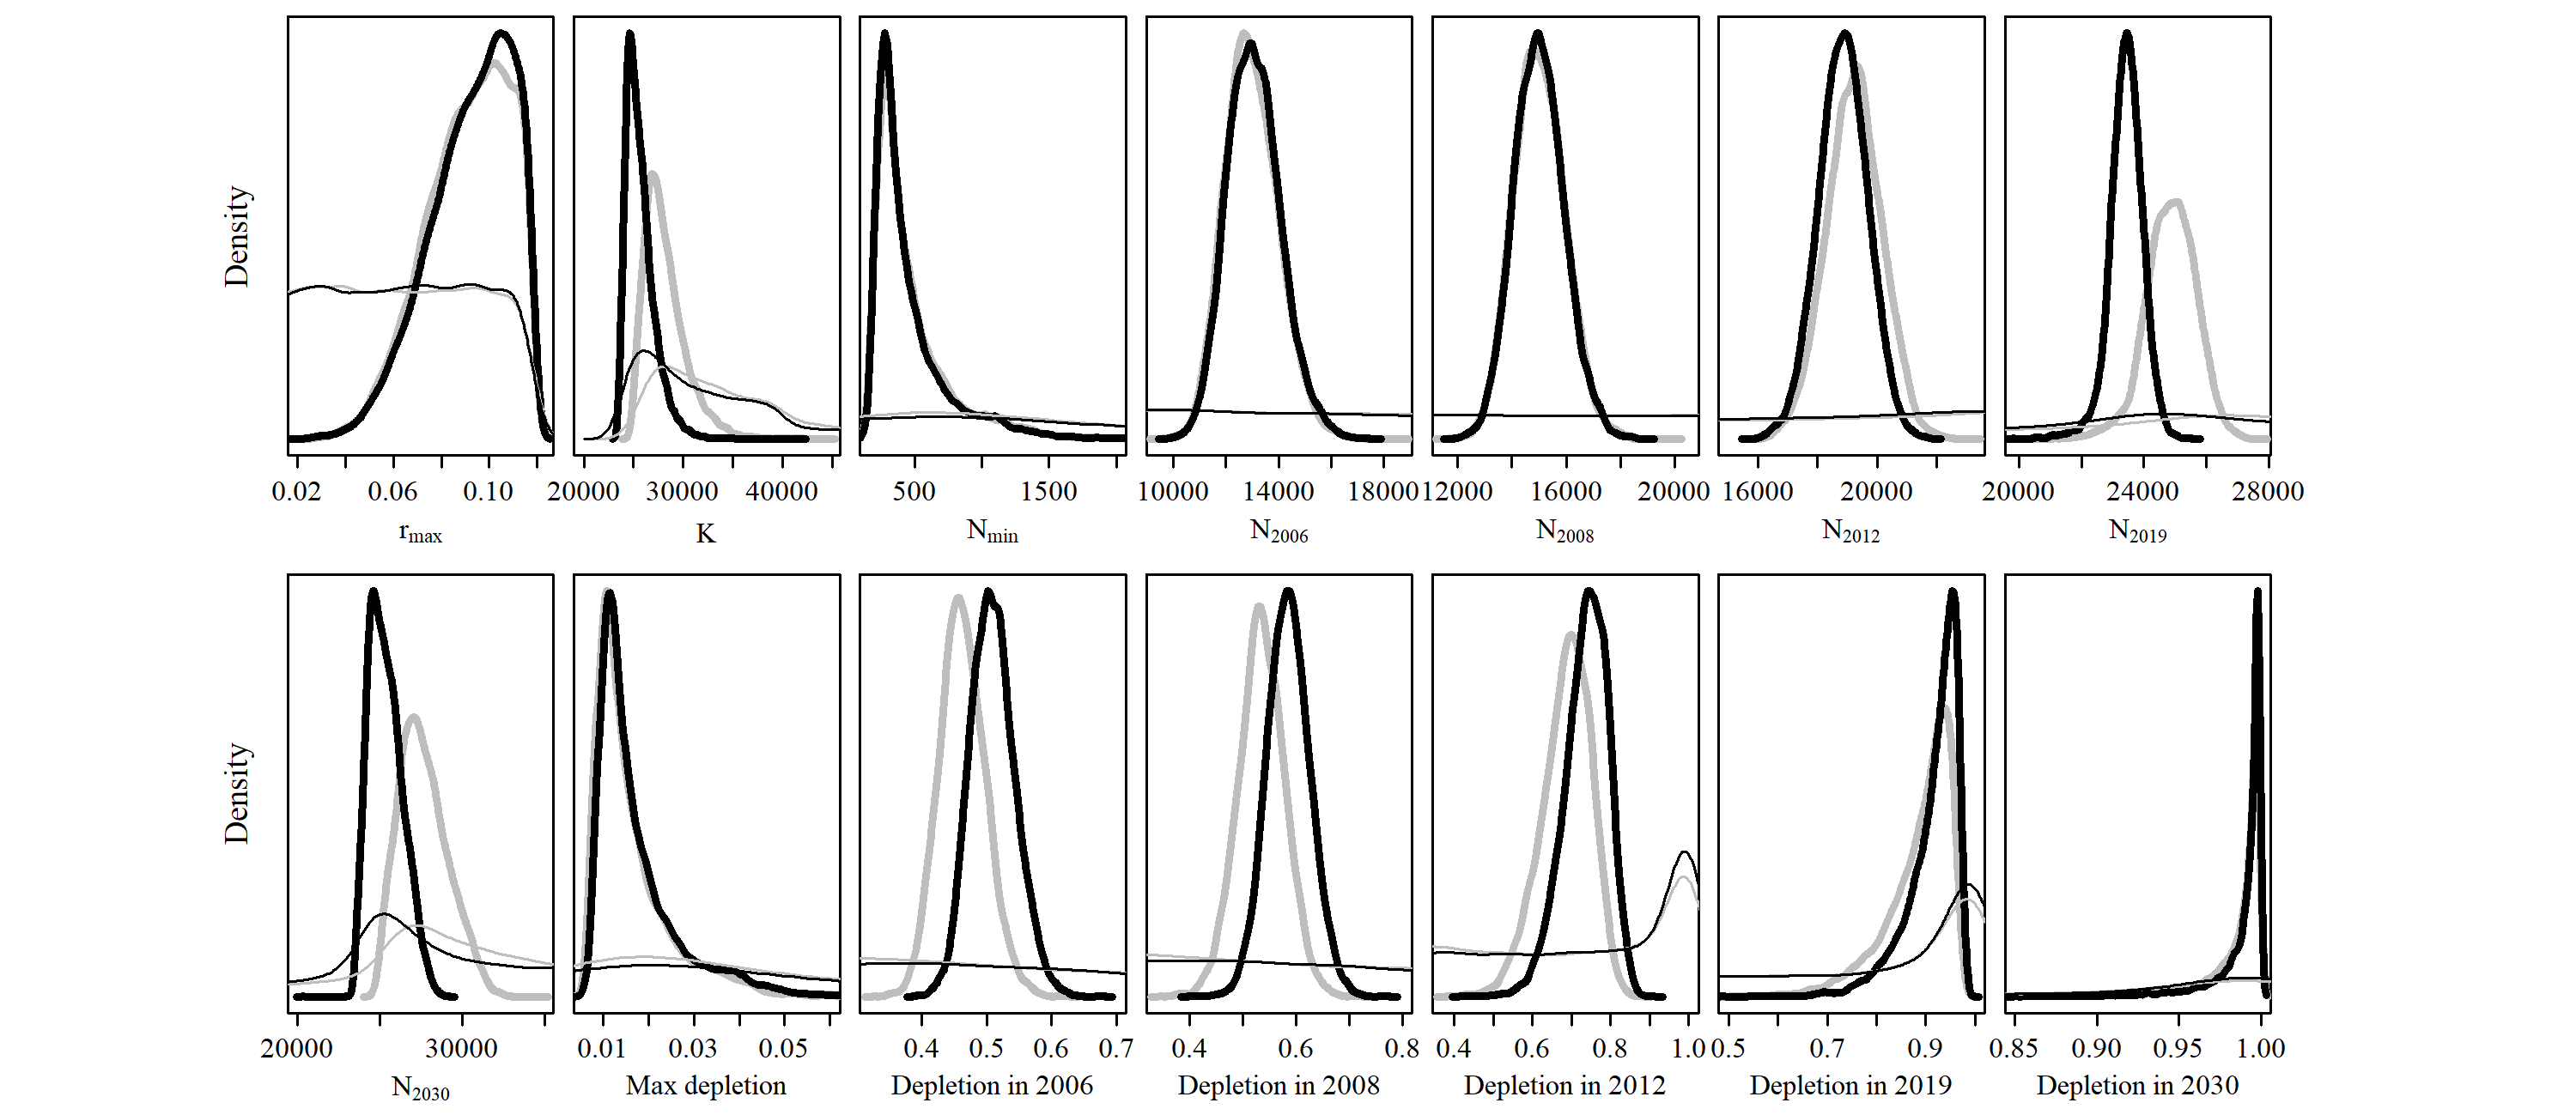 Density
0.02 0.06 0.10
r_max
20000 30000 40000
K
500 1500
N_min
10000 14000 18000
N_2006
12000 16000 20000
N_2008
16000 20000
N_2012
20000 24000 28000
N_2019
Density
20000 30000
N_2030
0.01 0.03 0.05
Max depletion
0.4 0.5 0.6 0.7
Depletion in 2006
0.4 0.6 0.8
Depletion in 2008
0.4 0.6 0.8 1.0
Depletion in 2012
0.5 0.7 0.9
Depletion in 2019
0.85 0.90 0.95 1.00
Depletion in 2030